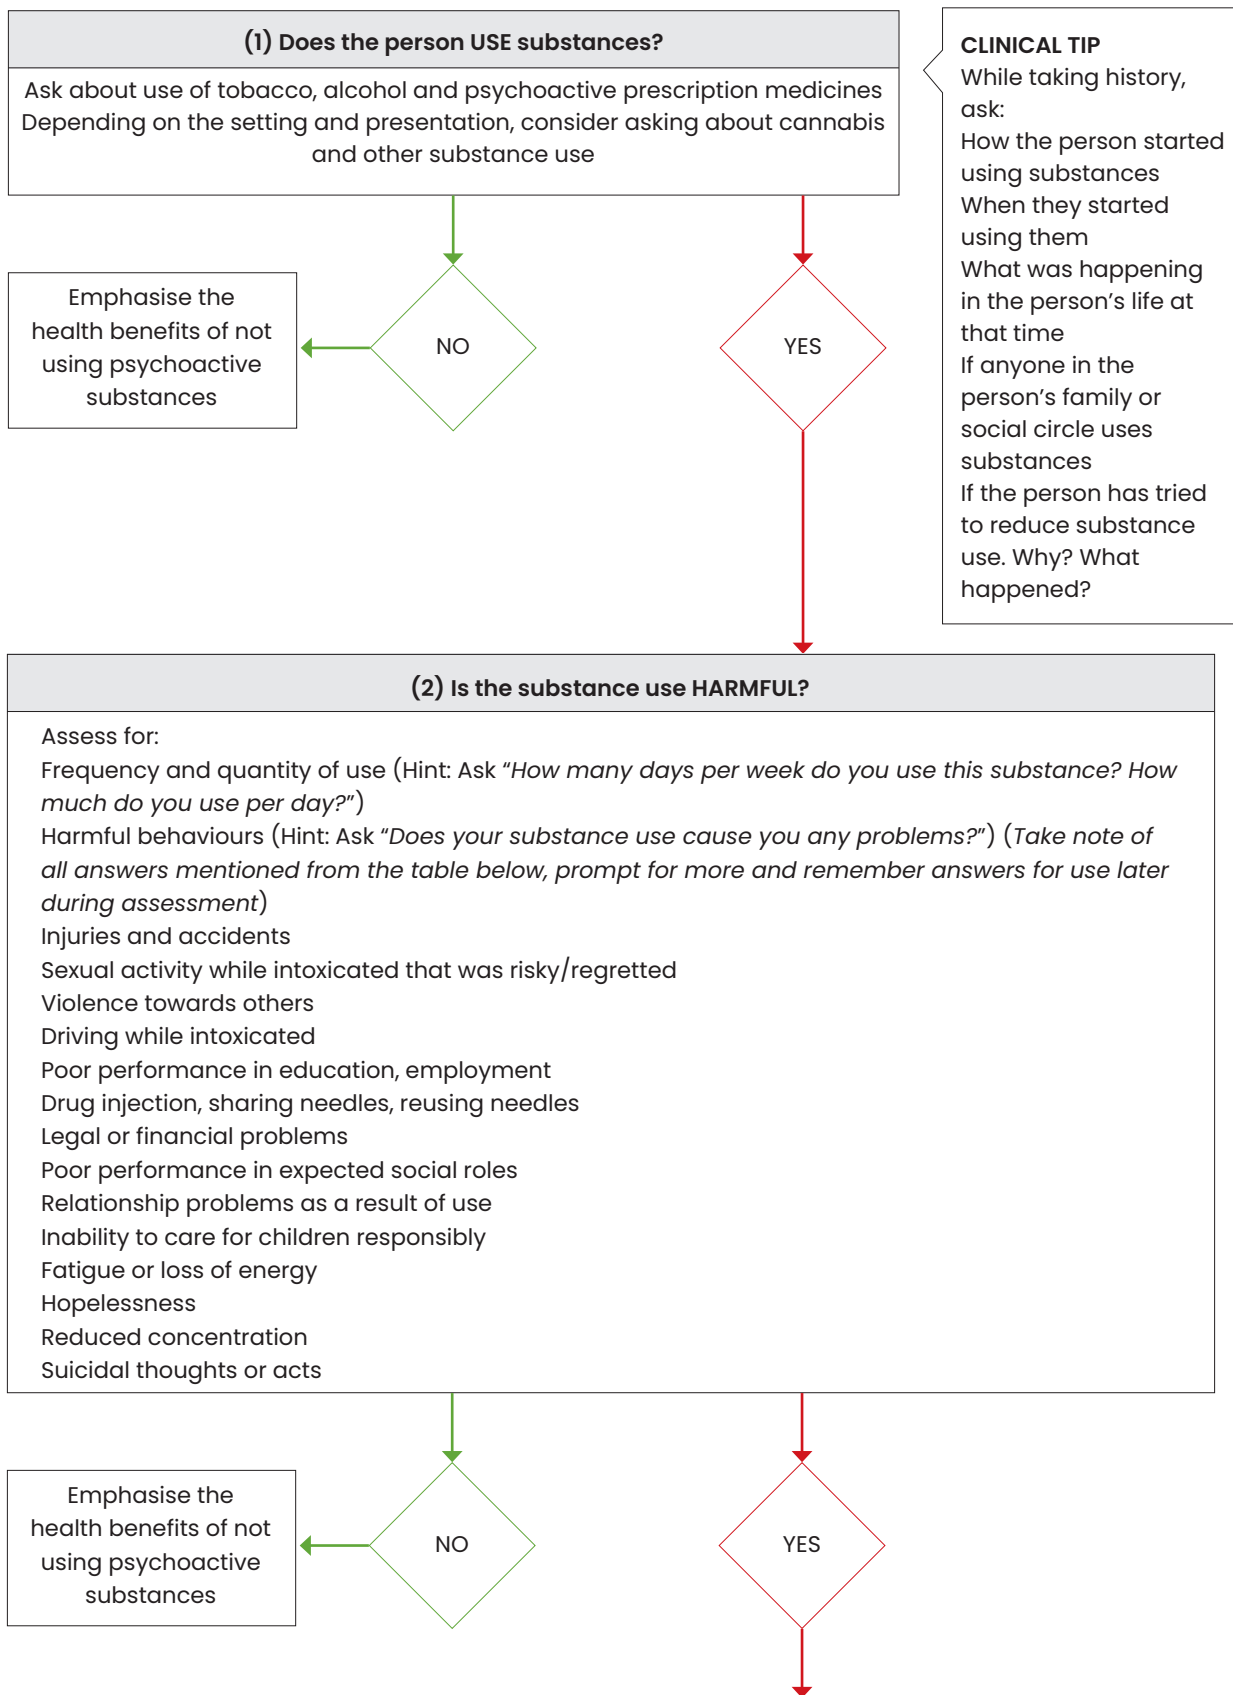 (1) Does the person USE substances?
Ask about use of tobacco, alcohol and psychoactive prescription medicines
Depending on the setting and presentation, consider asking about cannabis
and other substance use
CLINICAL TIP
While taking history,
ask:
How the person started
using substances
When they started
using them
What was happening
in the person’s life at
that time
If anyone in the
person’s family or
social circle uses
substances
If the person has tried
to reduce substance
use. Why? What
happened?
Emphasise the
health benefits of not
using psychoactive
substances
NO
YES
(2) Is the substance use HARMFUL?
Assess for:
Frequency and quantity of use (Hint: Ask “How many days per week do you use this substance? How
much do you use per day?”)
Harmful behaviours (Hint: Ask “Does your substance use cause you any problems?”) (Take note of
all answers mentioned from the table below, prompt for more and remember answers for use later
during assessment)
Injuries and accidents
Sexual activity while intoxicated that was risky/regretted
Violence towards others
Driving while intoxicated
Poor performance in education, employment
Drug injection, sharing needles, reusing needles
Legal or financial problems
Poor performance in expected social roles
Relationship problems as a result of use
Inability to care for children responsibly
Fatigue or loss of energy
Hopelessness
Reduced concentration
Suicidal thoughts or acts
Emphasise the
health benefits of not
using psychoactive
substances
NO
YES